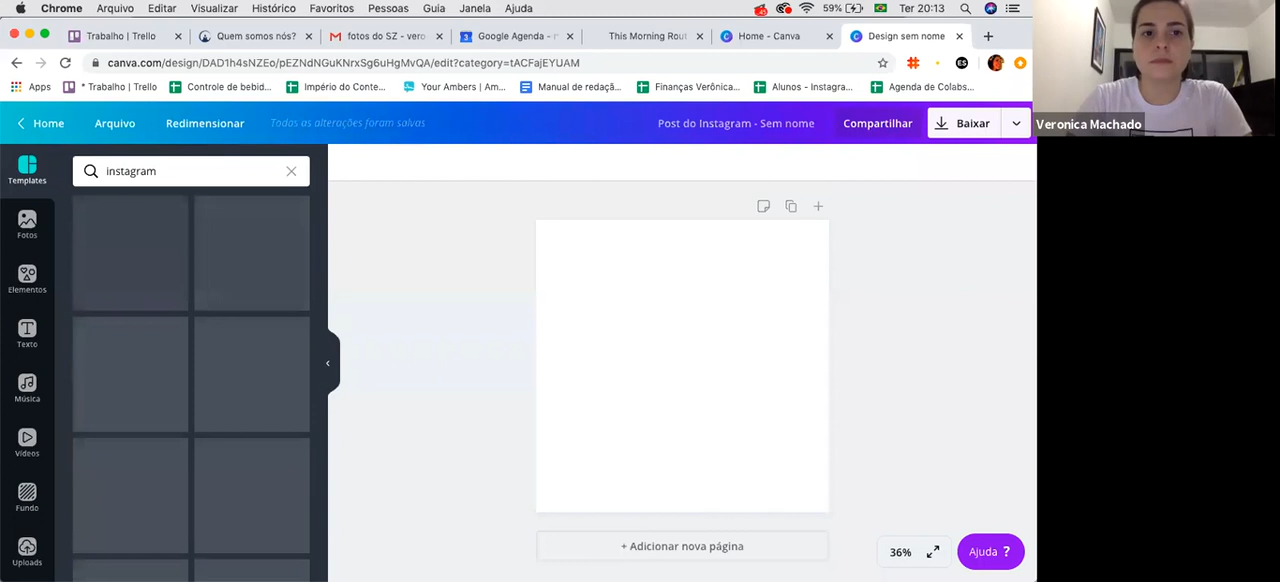 Chrome Arquivo Editar Visualizar Histórico Favoritos Pessoas Guia Janela Ajuda 59% Ter 20:13
Trabalho | Trello Quem somos nós? fotos do SZ - vero Google Agenda - This Morning Rou Home - Canva Design sem nome
canva.com/design/DAD1h4sNZEo/pEZNdNGuKNrxSg6uHgMvQA/edit?category=tACFajEYUAM ES
Apps * Trabalho | Trello Controle de bebid... Império do Conte... Your Ambers | Am... Manual de redaçã... Finanças Verônica... Alunos - Instagra... Agenda de Colabs...
Veronica Machado
Home Arquivo Redimensionar Todas as alterações foram salvas Post do Instagram - Sem nome Compartilhar Baixar
instagram
Templates
Fotos
Elementos
Texto
Música
Vídeos
Fundo
Uploads
+ Adicionar nova página
36% Ajuda ?